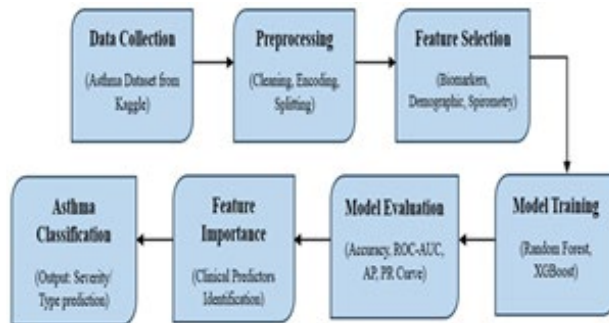 Data Collection
(Asthma Dataset from
Kaggle)
Preprocessing
(Cleaning, Encoding,
Splitting)
Feature Selection
(Biomarkers,
Demographic, Spirometry)
Model Training
(Random Forest,
XGBoost)
Model Evaluation
(Accuracy, ROC-AUC,
AP, PR Curve)
Feature
Importance
(Clinical Predictors
Identification)
Asthma
Classification
(Output: Severity/
Type prediction)